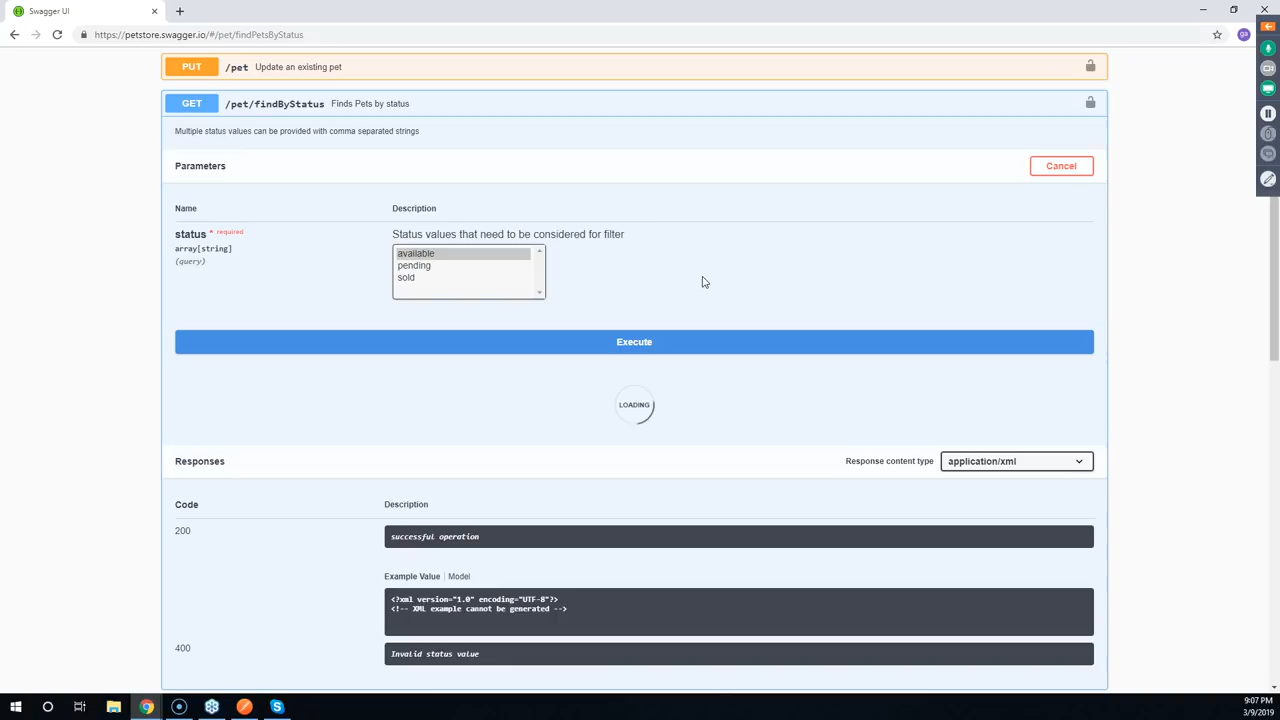 Swagger UI
https://petstore.swagger.io/#/pet/findPetsByStatus
ga
PUT /pet Update an existing pet
GET /pet/findByStatus Finds Pets by status
Multiple status values can be provided with comma separated strings
Parameters
Cancel
Name Description
status * required
array[string]
(query)
Status values that need to be considered for filter
available
pending
sold
Execute
LOADING
Responses
Response content type application/xml
Code Description
200
successful operation
Example Value Model
<?xml version="1.0" encoding="UTF-8"?>
<!-- XML example cannot be generated -->
400
Invalid status value
9:07 PM
3/9/2019